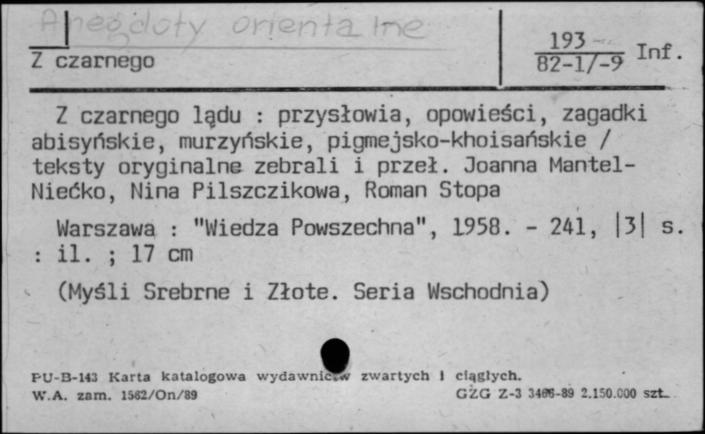 Anegdoty orientalne
Z czarnego
193-
82-1/-9 Inf.
Z czarnego lądu : przysłowia, opowieści, zagadki
abisyńskie, murzyńskie, pigmejsko-khoisańskie /
teksty oryginalne zebrali i przeł. Joanna Mantel-
Niećko, Nina Pilszczikowa, Roman Stopa
Warszawa : "Wiedza Powszechna", 1958. - 241, |3| s.
: il. ; 17 cm
(Myśli Srebrne i Złote. Seria Wschodnia)
PU-B-143 Karta katalogowa wydawnictw zwartych i ciągłych.
W.A. zam. 1562/On/89 GZG Z-3 3466-89 2.150.000 szt.